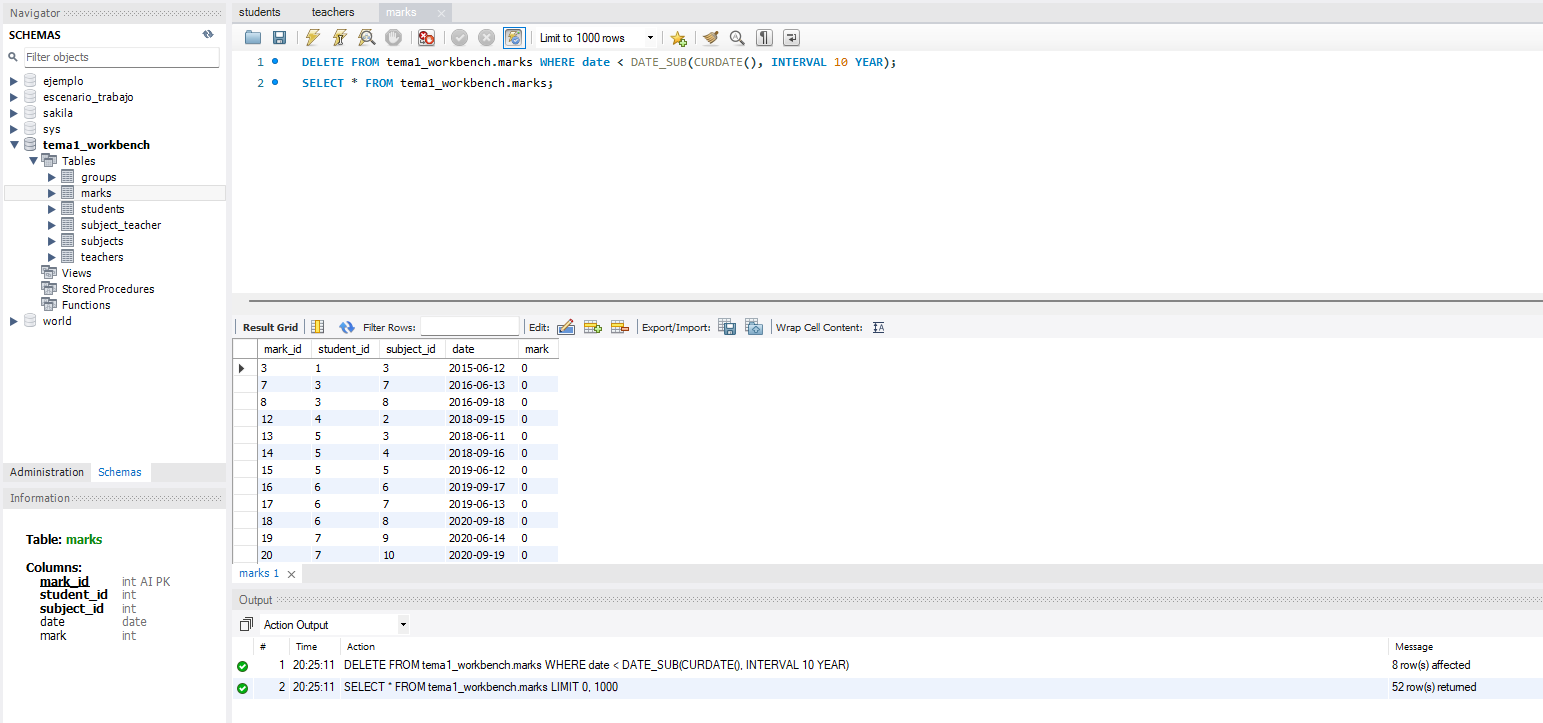 Navigator
SCHEMAS
Filter objects
ejemplo
escenario_trabajo
sakila
sys
tema1_workbench
Tables
groups
marks
students
subject_teacher
subjects
teachers
Views
Stored Procedures
Functions
world
Administration Schemas
Information
Table: marks
Columns:
mark_id int AI PK
student_id int
subject_id int
date date
mark int
students teachers marks
Limit to 1000 rows
1 DELETE FROM tema1_workbench.marks WHERE date < DATE_SUB(CURDATE(), INTERVAL 10 YEAR);
2 SELECT * FROM tema1_workbench.marks;
Result Grid Filter Rows: Edit: Export/Import: Wrap Cell Content: IA
mark_id student_id subject_id date mark
3 1 3 2015-06-12 0
7 3 7 2016-06-13 0
8 3 8 2016-09-18 0
12 4 2 2018-09-15 0
13 5 3 2018-06-11 0
14 5 4 2018-09-16 0
15 5 5 2019-06-12 0
16 6 6 2019-09-17 0
17 6 7 2019-06-13 0
18 6 8 2020-09-18 0
19 7 9 2020-06-14 0
20 7 10 2020-09-19 0
marks 1
Output
Action Output
# Time Action Message
1 20:25:11 DELETE FROM tema1_workbench.marks WHERE date < DATE_SUB(CURDATE(), INTERVAL 10 YEAR) 8 row(s) affected
2 20:25:11 SELECT * FROM tema1_workbench.marks LIMIT 0, 1000 52 row(s) returned